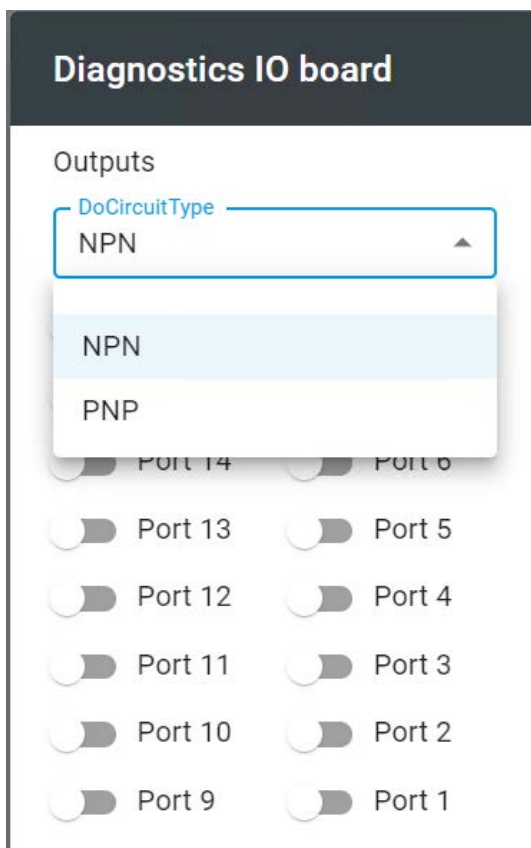 Diagnostics IO board
Outputs
DoCircuitType
NPN
NPN
PNP
Port 14 Port 6
Port 13 Port 5
Port 12 Port 4
Port 11 Port 3
Port 10 Port 2
Port 9 Port 1